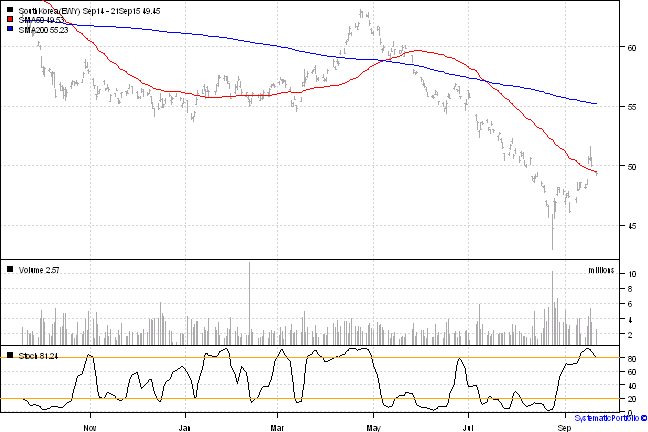 South Korea (EWY) Sep14 - 21Sep15 49.45
SMA50 49.53
SMA200 55.23
60
55
50
45
Volume 2.57
millions
10
8
6
4
2
Stoch 81.24
80
60
40
20
0
Nov
Jan
Mar
May
Jul
Sep
SystematicPortfolio ©